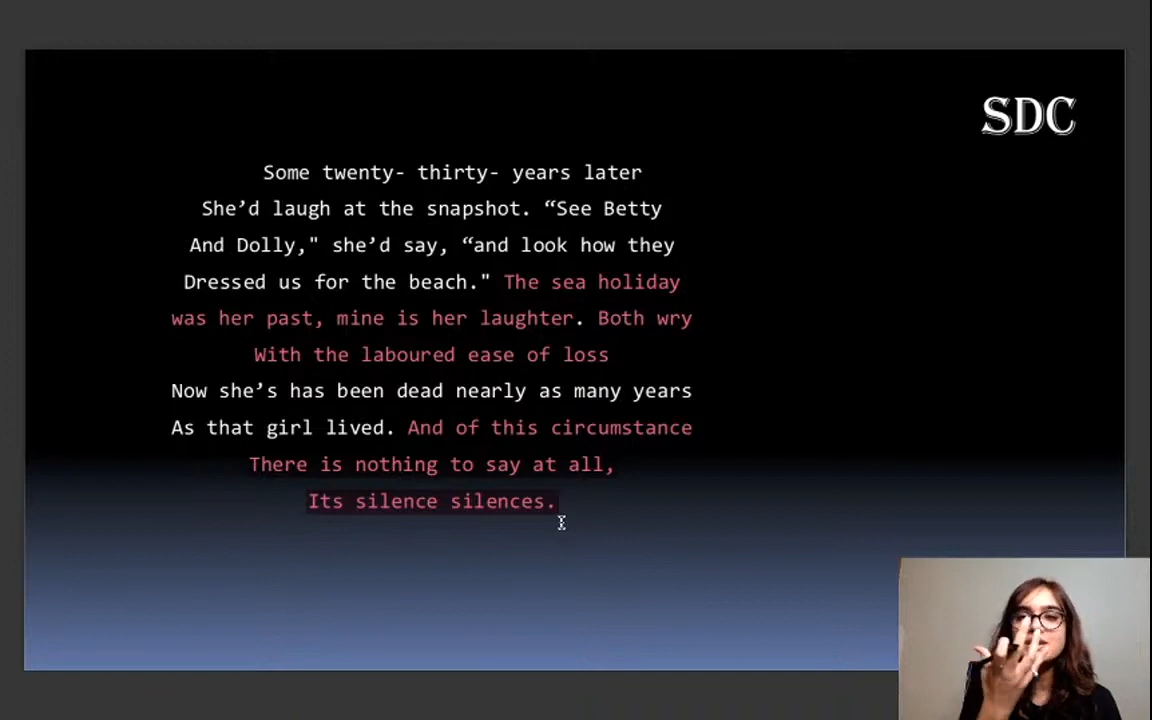 SDC
Some twenty- thirty- years later
She’d laugh at the snapshot. “See Betty
And Dolly," she’d say, “and look how they
Dressed us for the beach." The sea holiday
was her past, mine is her laughter. Both wry
With the laboured ease of loss
Now she’s has been dead nearly as many years
As that girl lived. And of this circumstance
There is nothing to say at all,
Its silence silences.